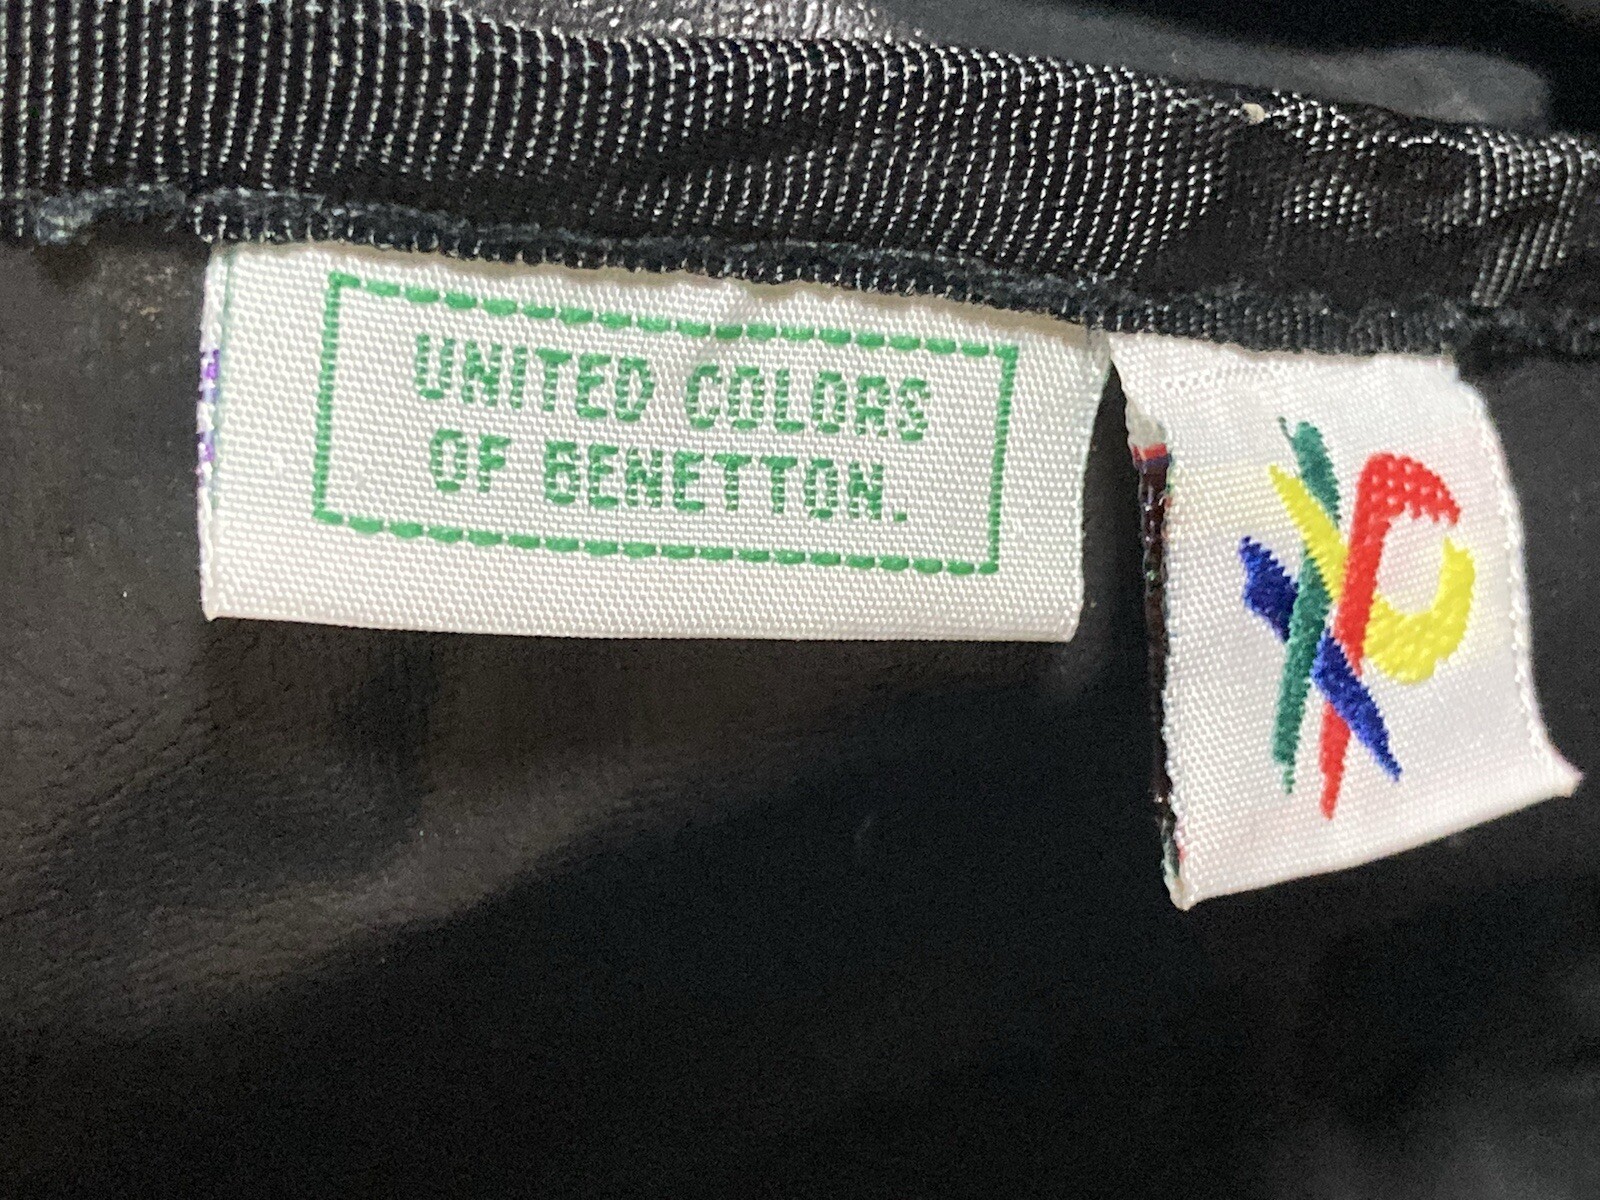 UNITED COLORS
OF BENETTON.